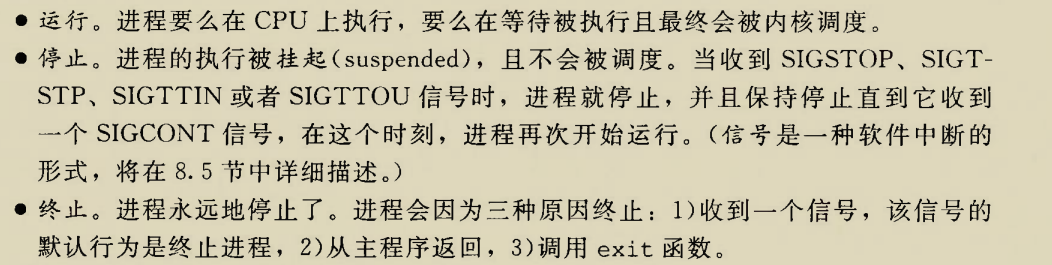 ● 运行。进程要么在 CPU 上执行，要么在等待被执行且最终会被内核调度。
● 停止。进程的执行被挂起(suspended)，且不会被调度。当收到 SIGSTOP、SIGT-
STP、SIGTTIN 或者 SIGTTOU 信号时，进程就停止，并且保持停止直到它收到
一个 SIGCONT 信号，在这个时刻，进程再次开始运行。(信号是一种软件中断的
形式，将在 8.5 节中详细描述。)
● 终止。进程永远地停止了。进程会因为三种原因终止：1)收到一个信号，该信号的
默认行为是终止进程，2)从主程序返回，3)调用 exit 函数。